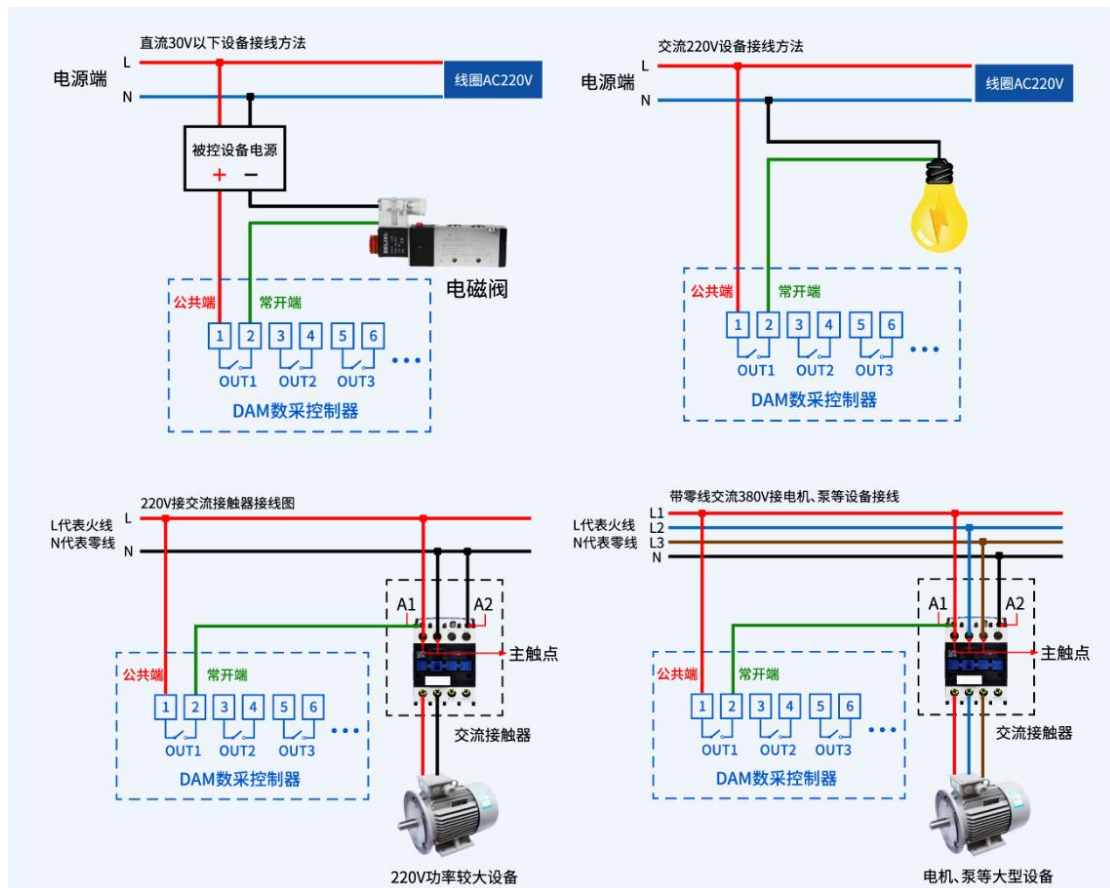 直流30V以下设备接线方法
L
电源端
线圈AC220V
N
被控设备电源
+ −
电磁阀
公共端
常开端
1 2 3 4 5 6
OUT1 OUT2 OUT3
DAM数采控制器
交流220V设备接线方法
L
电源端
线圈AC220V
N
公共端
常开端
1 2 3 4 5 6
OUT1 OUT2 OUT3
DAM数采控制器
220V接交流接触器接线图
L代表火线 L
N代表零线 N
A1 A2
主触点
公共端
常开端
1 2 3 4 5 6
交流接触器
OUT1 OUT2 OUT3
DAM数采控制器
220V功率较大设备
带零线交流380V接电机、泵等设备接线
L1
L代表火线 L2
N代表零线 L3
N
A1 A2
主触点
公共端
常开端
1 2 3 4 5 6
交流接触器
OUT1 OUT2 OUT3
DAM数采控制器
电机、泵等大型设备